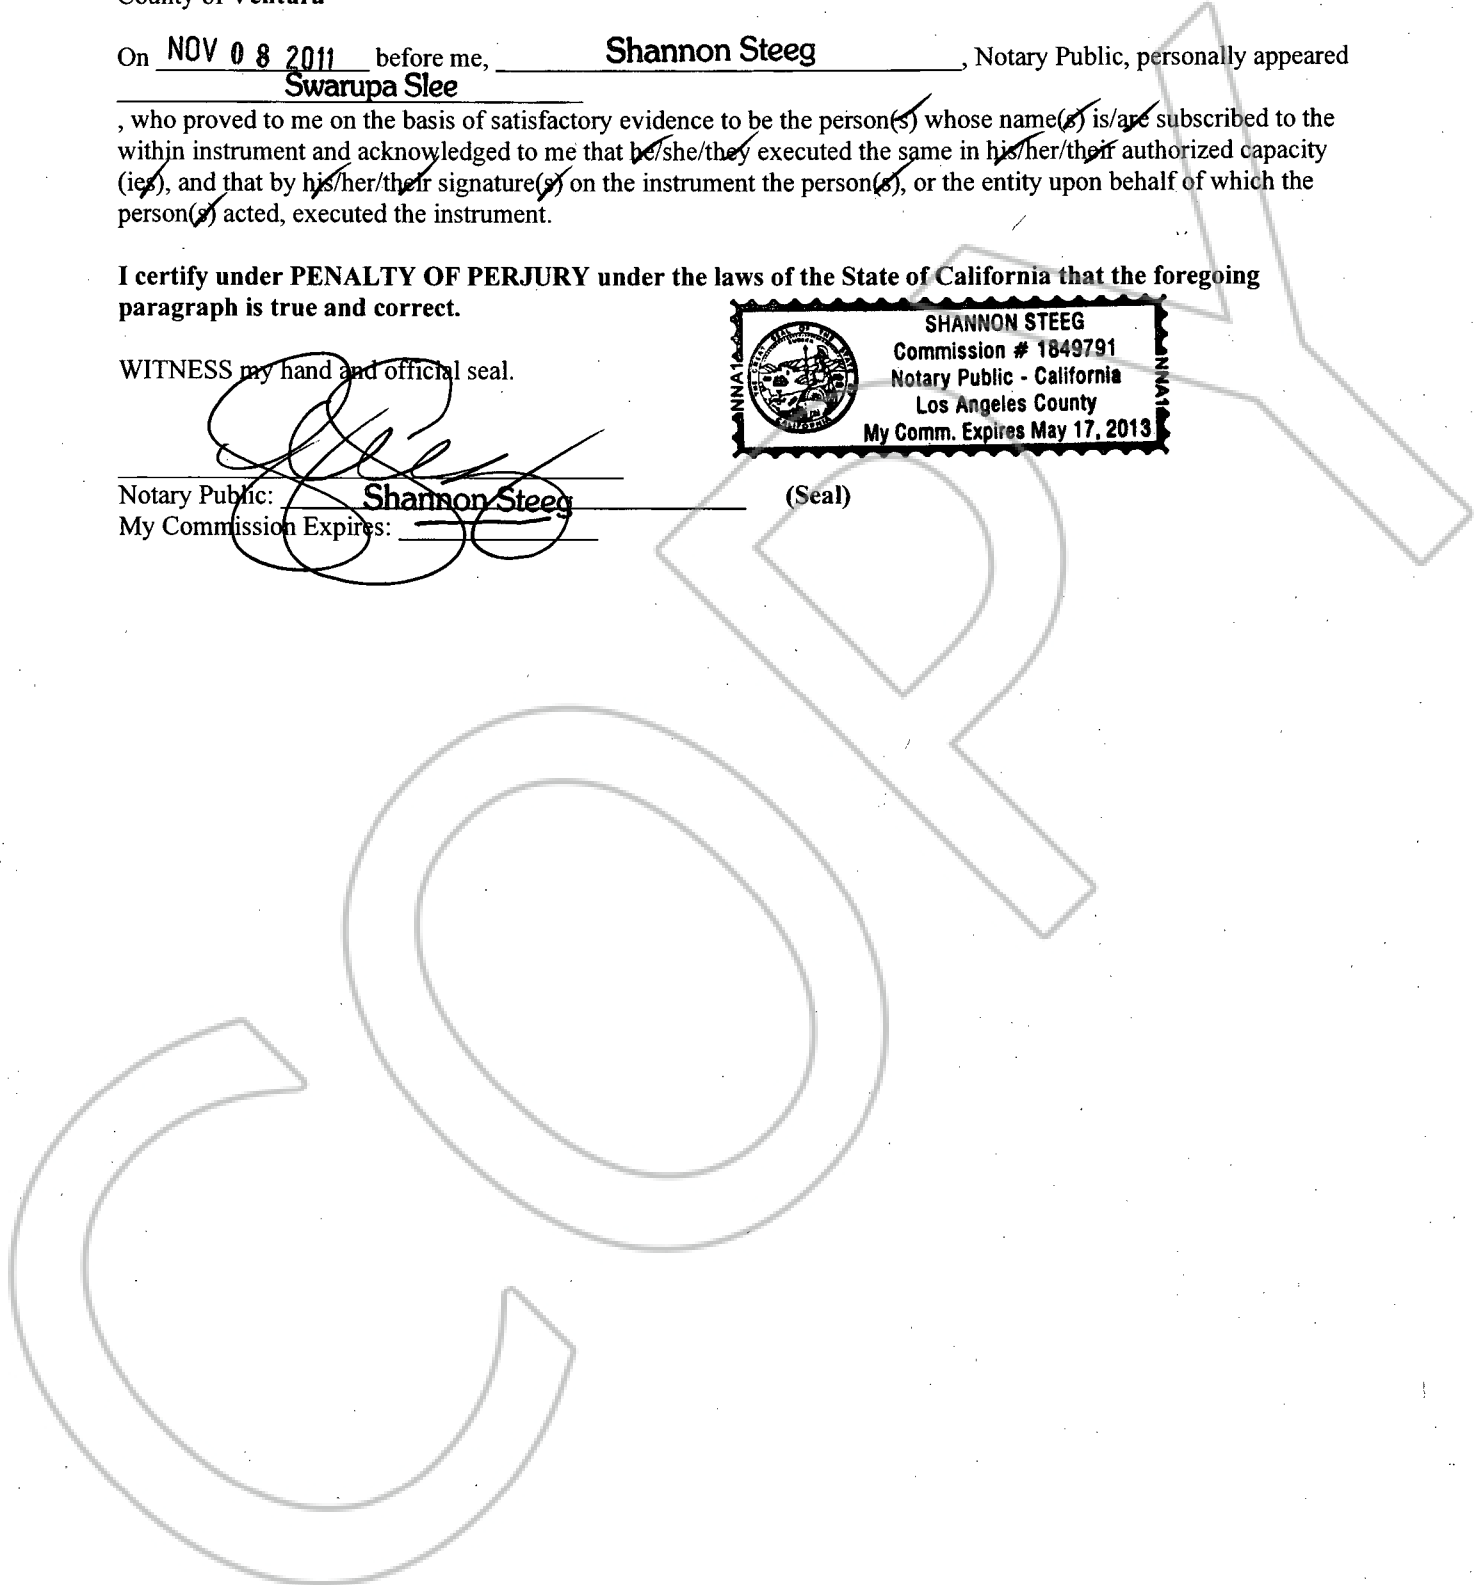 County of Ventura
On NOV 08 2011 before me, Shannon Steeg, Notary Public, personally appeared
Swarupa Slee
, who proved to me on the basis of satisfactory evidence to be the person(s) whose name(s) is/are subscribed to the
within instrument and acknowledged to me that he/she/they executed the same in his/her/their authorized capacity
(ies), and that by his/her/their signature(s) on the instrument the person(s), or the entity upon behalf of which the
person(s) acted, executed the instrument.
I certify under PENALTY OF PERJURY under the laws of the State of California that the foregoing
paragraph is true and correct.
SHANNON STEEG
Commission # 1849791
Notary Public - California
Los Angeles County
My Comm. Expires May 17, 2013
NNA1
NNA1
WITNESS my hand and official seal.
Notary Public: Shannon Steeg (Seal)
My Commission Expires:
COPY